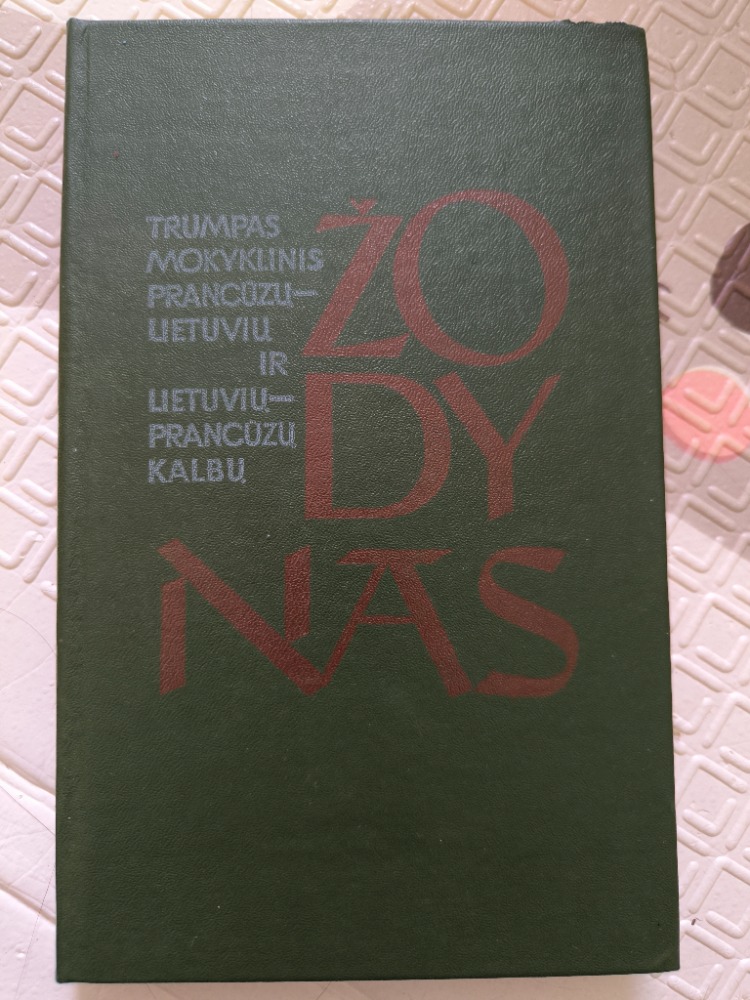 TRUMPAS
MOKYKLINIS
PRANCŪZŲ—
LIETUVIŲ
IR
LIETUVIŲ—
PRANCŪZŲ
KALBŲ
ŽO
DY
NAS